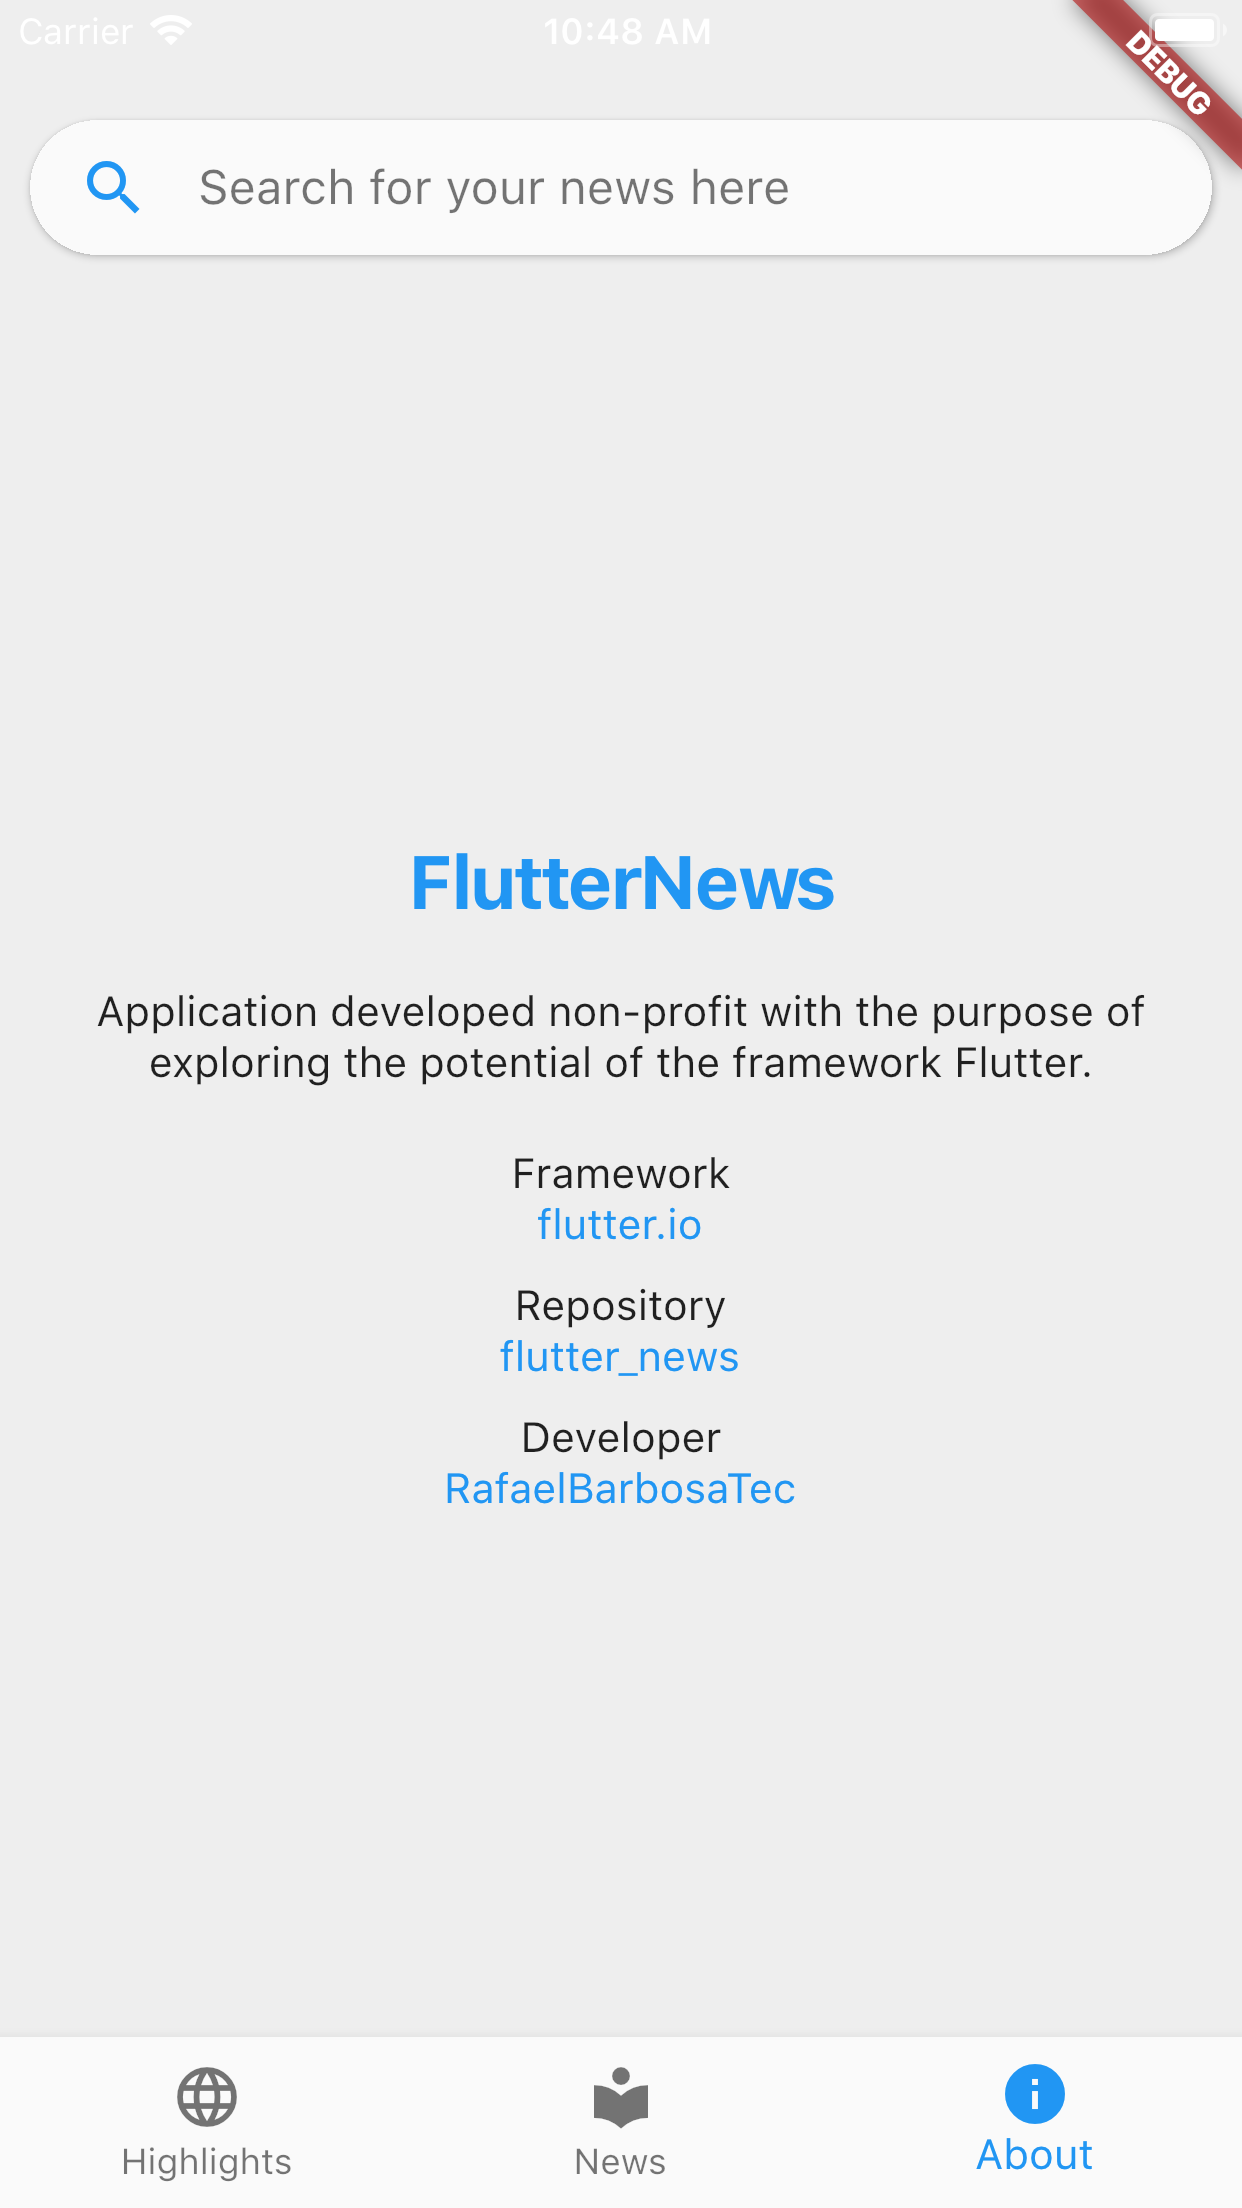 Carrier 10:48 AM
DEBUG
Search for your news here
FlutterNews
Application developed non-profit with the purpose of
exploring the potential of the framework Flutter.
Framework
flutter.io
Repository
flutter_news
Developer
RafaelBarbosaTec
Highlights News About